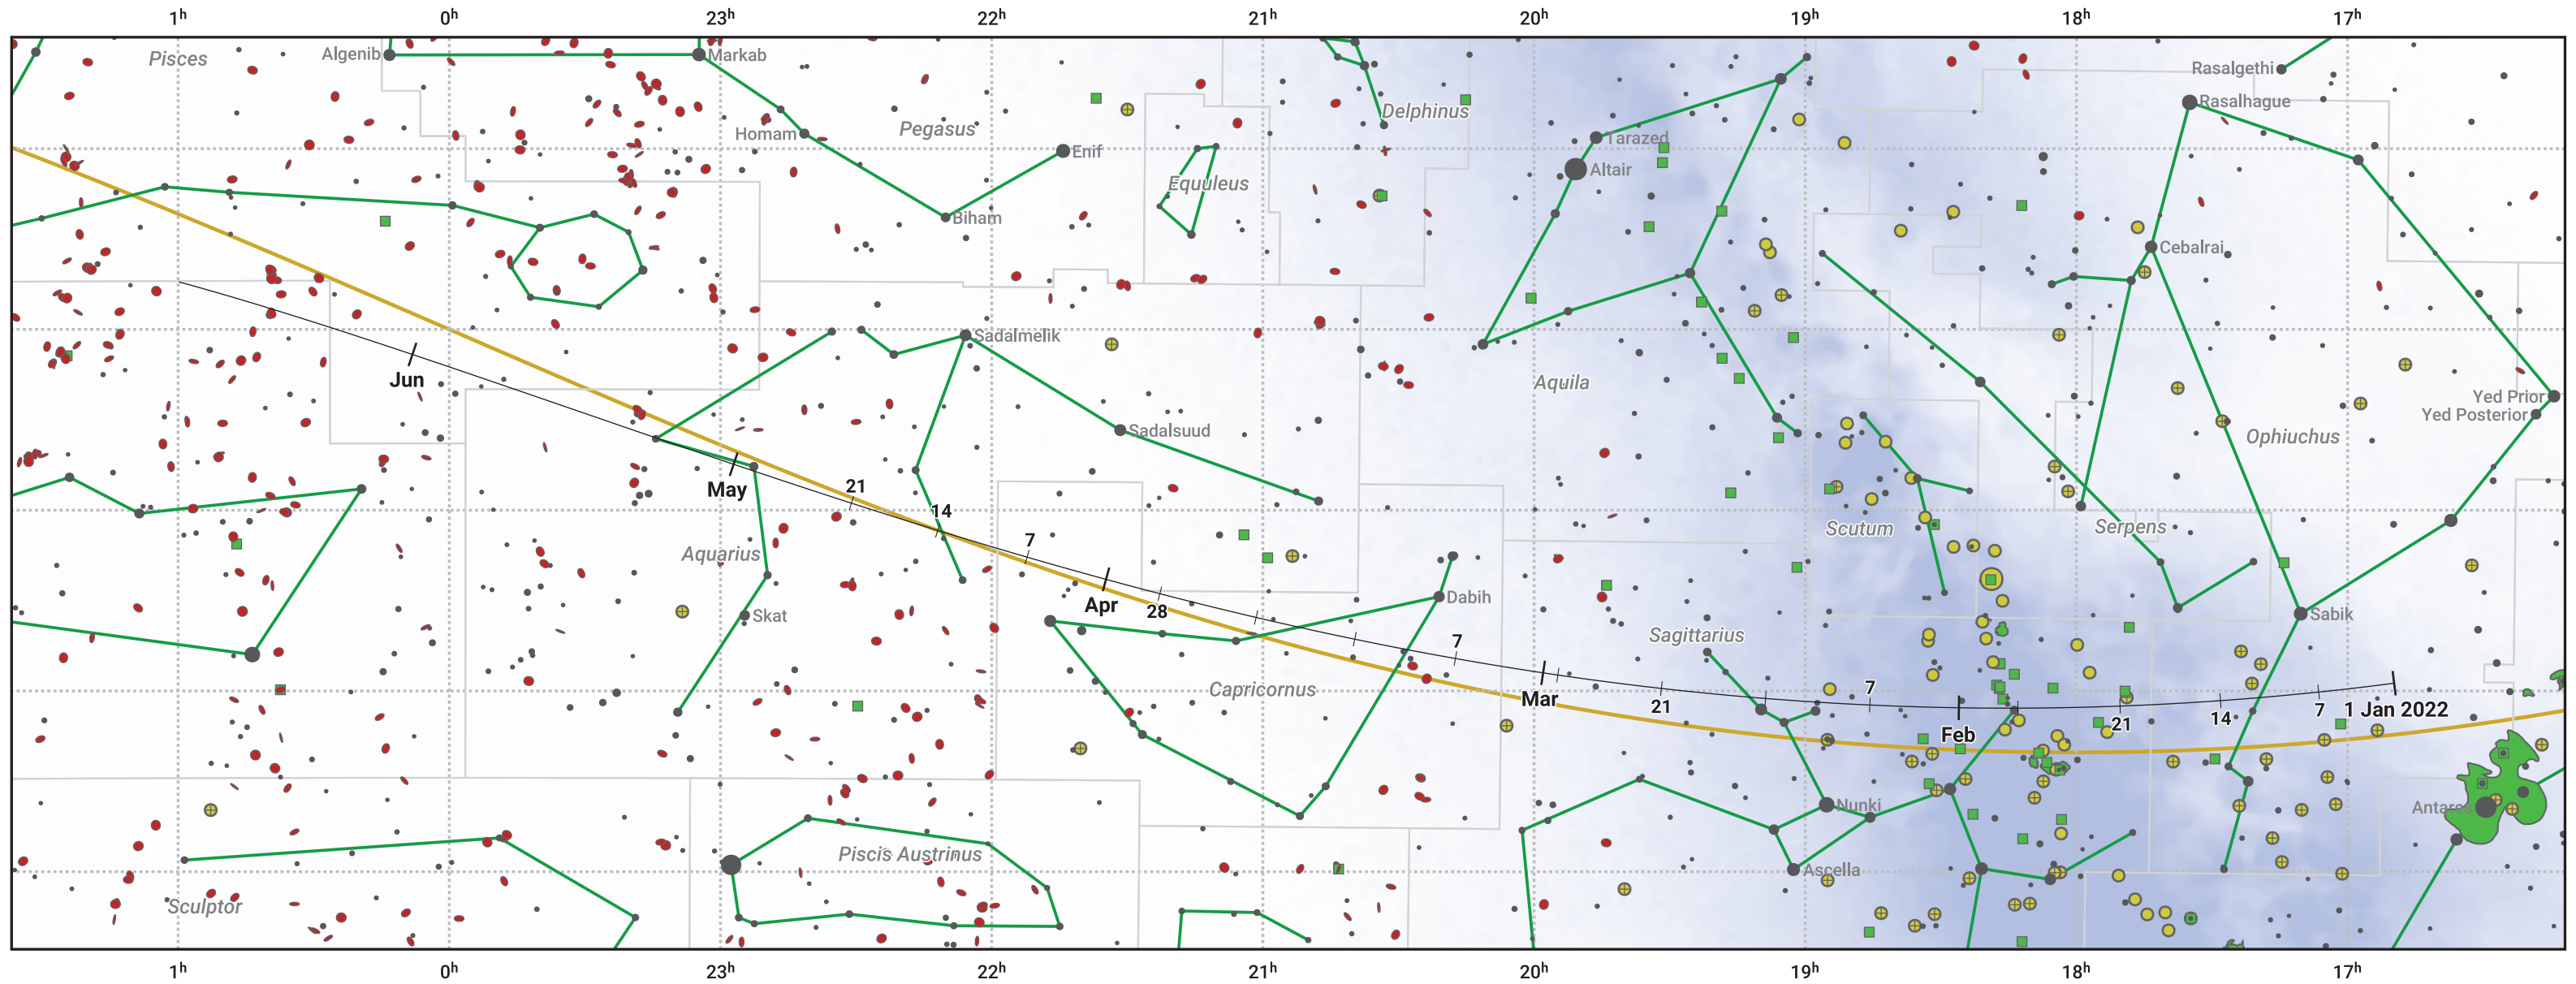 1h 0h 23h 22h 21h 20h 19h 18h 17h
Pisces
Algenib
Markab
Rasalgethi
Rasalhague
Delphinus
Pegasus
Homam
Tarazed
Enif
Altair
Equuleus
Biham
Cebalrai
Sadalmelik
Jun
Aquila
Yed Prior
Yed Posterior
Sadalsuud
Ophiuchus
May
21
14
Scutum
Serpens
7
Aquarius
Apr
28
Dabih
Skat
Sabik
7
Sagittarius
Capricornus
Mar
21
7
Feb
21
14
7
1 Jan 2022
Nunki
Antares
Piscis Austrinus
Ascella
Sculptor
1h 0h 23h 22h 21h 20h 19h 18h 17h